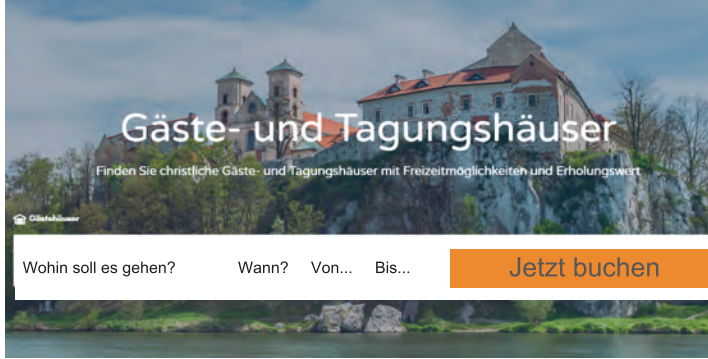 Gäste- und Tagungshäuser
Finden Sie christliche Gäste- und Tagungshäuser mit Freizeitmöglichkeiten und Erholungswert
Gästehäuser
Wohin soll es gehen? Wann? Von... Bis... Jetzt buchen